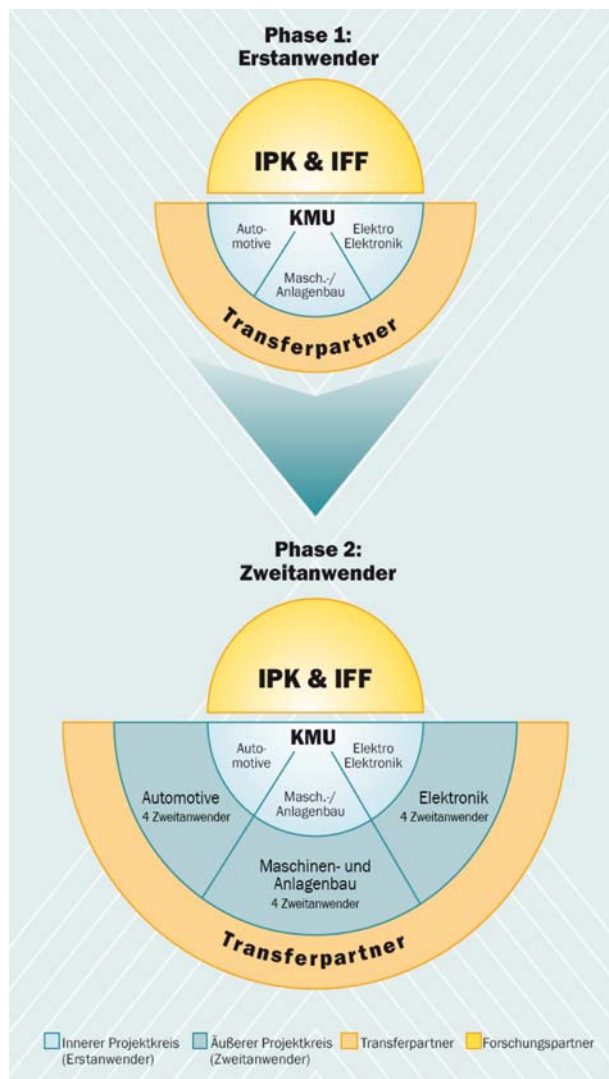 Phase 1:
Erstanwender
IPK & IFF
KMU
Auto-
motive
Elektro
Elektronik
Masch.-/
Anlagenbau
Transferpartner
Phase 2:
Zweitanwender
IPK & IFF
KMU
Auto-
motive
Elektro
Elektronik
Masch.-/
Anlagenbau
Automotive
4 Zweitanwender
Elektronik
4 Zweitanwender
Maschinen- und
Anlagenbau
4 Zweitanwender
Transferpartner
Innerer Projektkreis
(Erstanwender)
Äußerer Projektkreis
(Zweitanwender)
Transferpartner
Forschungspartner